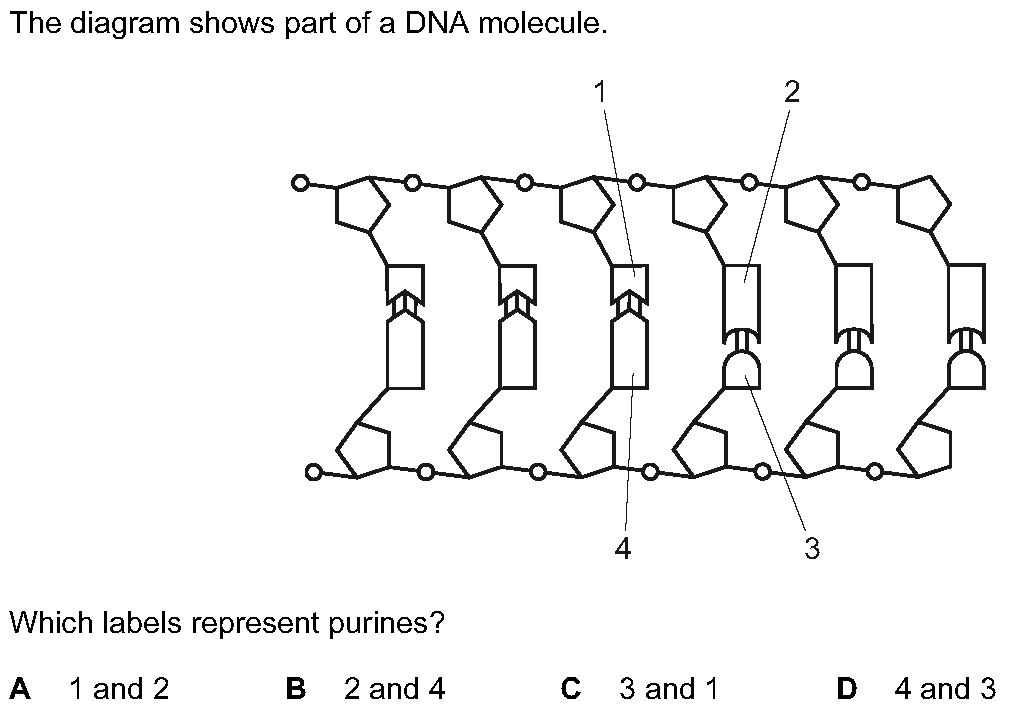 The diagram shows part of a DNA molecule.
1 2
4 3
Which labels represent purines?
A 1 and 2 B 2 and 4 C 3 and 1 D 4 and 3